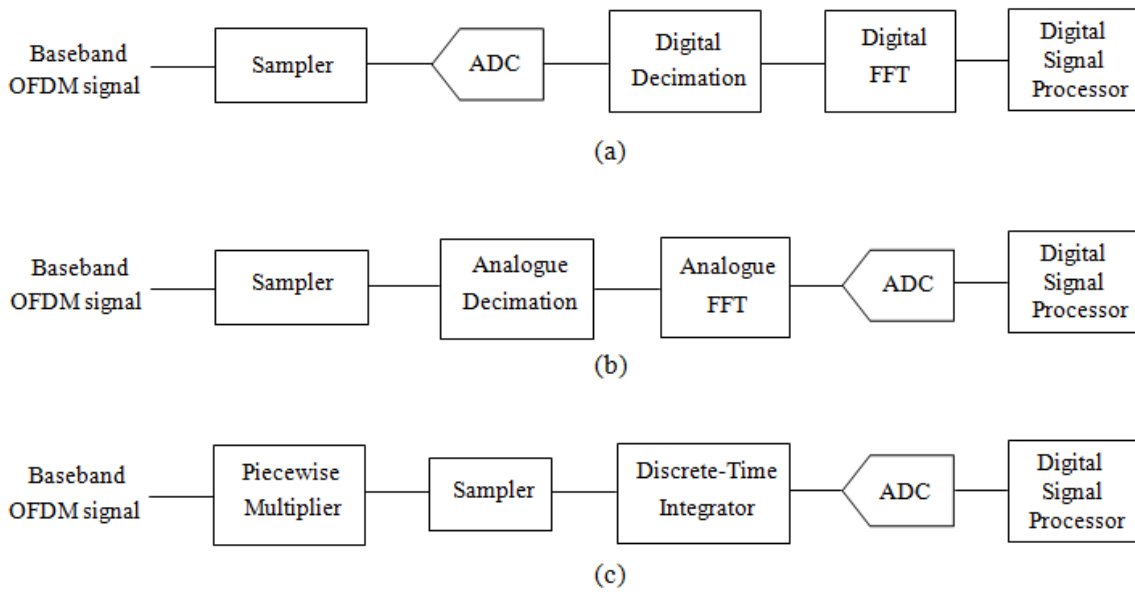 Baseband
OFDM signal
Sampler
ADC
Digital
Decimation
Digital
FFT
Digital
Signal
Processor
(a)
Baseband
OFDM signal
Sampler
Analogue
Decimation
Analogue
FFT
ADC
Digital
Signal
Processor
(b)
Baseband
OFDM signal
Piecewise
Multiplier
Sampler
Discrete-Time
Integrator
ADC
Digital
Signal
Processor
(c)